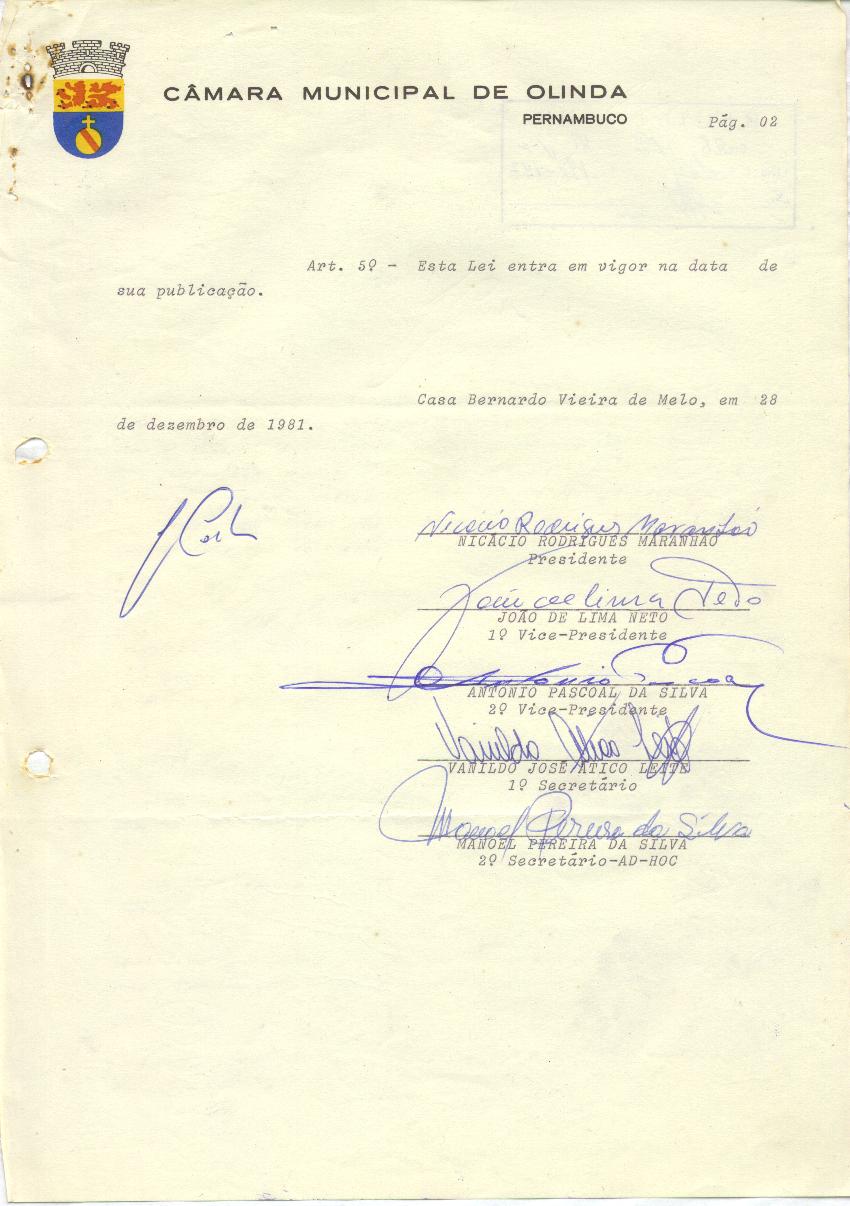 CÂMARA MUNICIPAL DE OLINDA
PERNAMBUCO
Pág. 02
Art. 5º - Esta Lei entra em vigor na data de
sua publicação.
Casa Bernardo Vieira de Melo, em 28
de dezembro de 1981.
Nicácio Rodrigues Maranhão
NICÁCIO RODRIGUES MARANHÃO
Presidente
João de Lima Neto
JOÃO DE LIMA NETO
1º Vice-Presidente
Antonio Pascoal
ANTONIO PASCOAL DA SILVA
2º Vice-Presidente
Vanildo
VANILDO JOSÉ ÁTICO LEITE
1º Secretário
Manoel Pereira da Silva
MANOEL PEREIRA DA SILVA
2º Secretário-AD-HOC